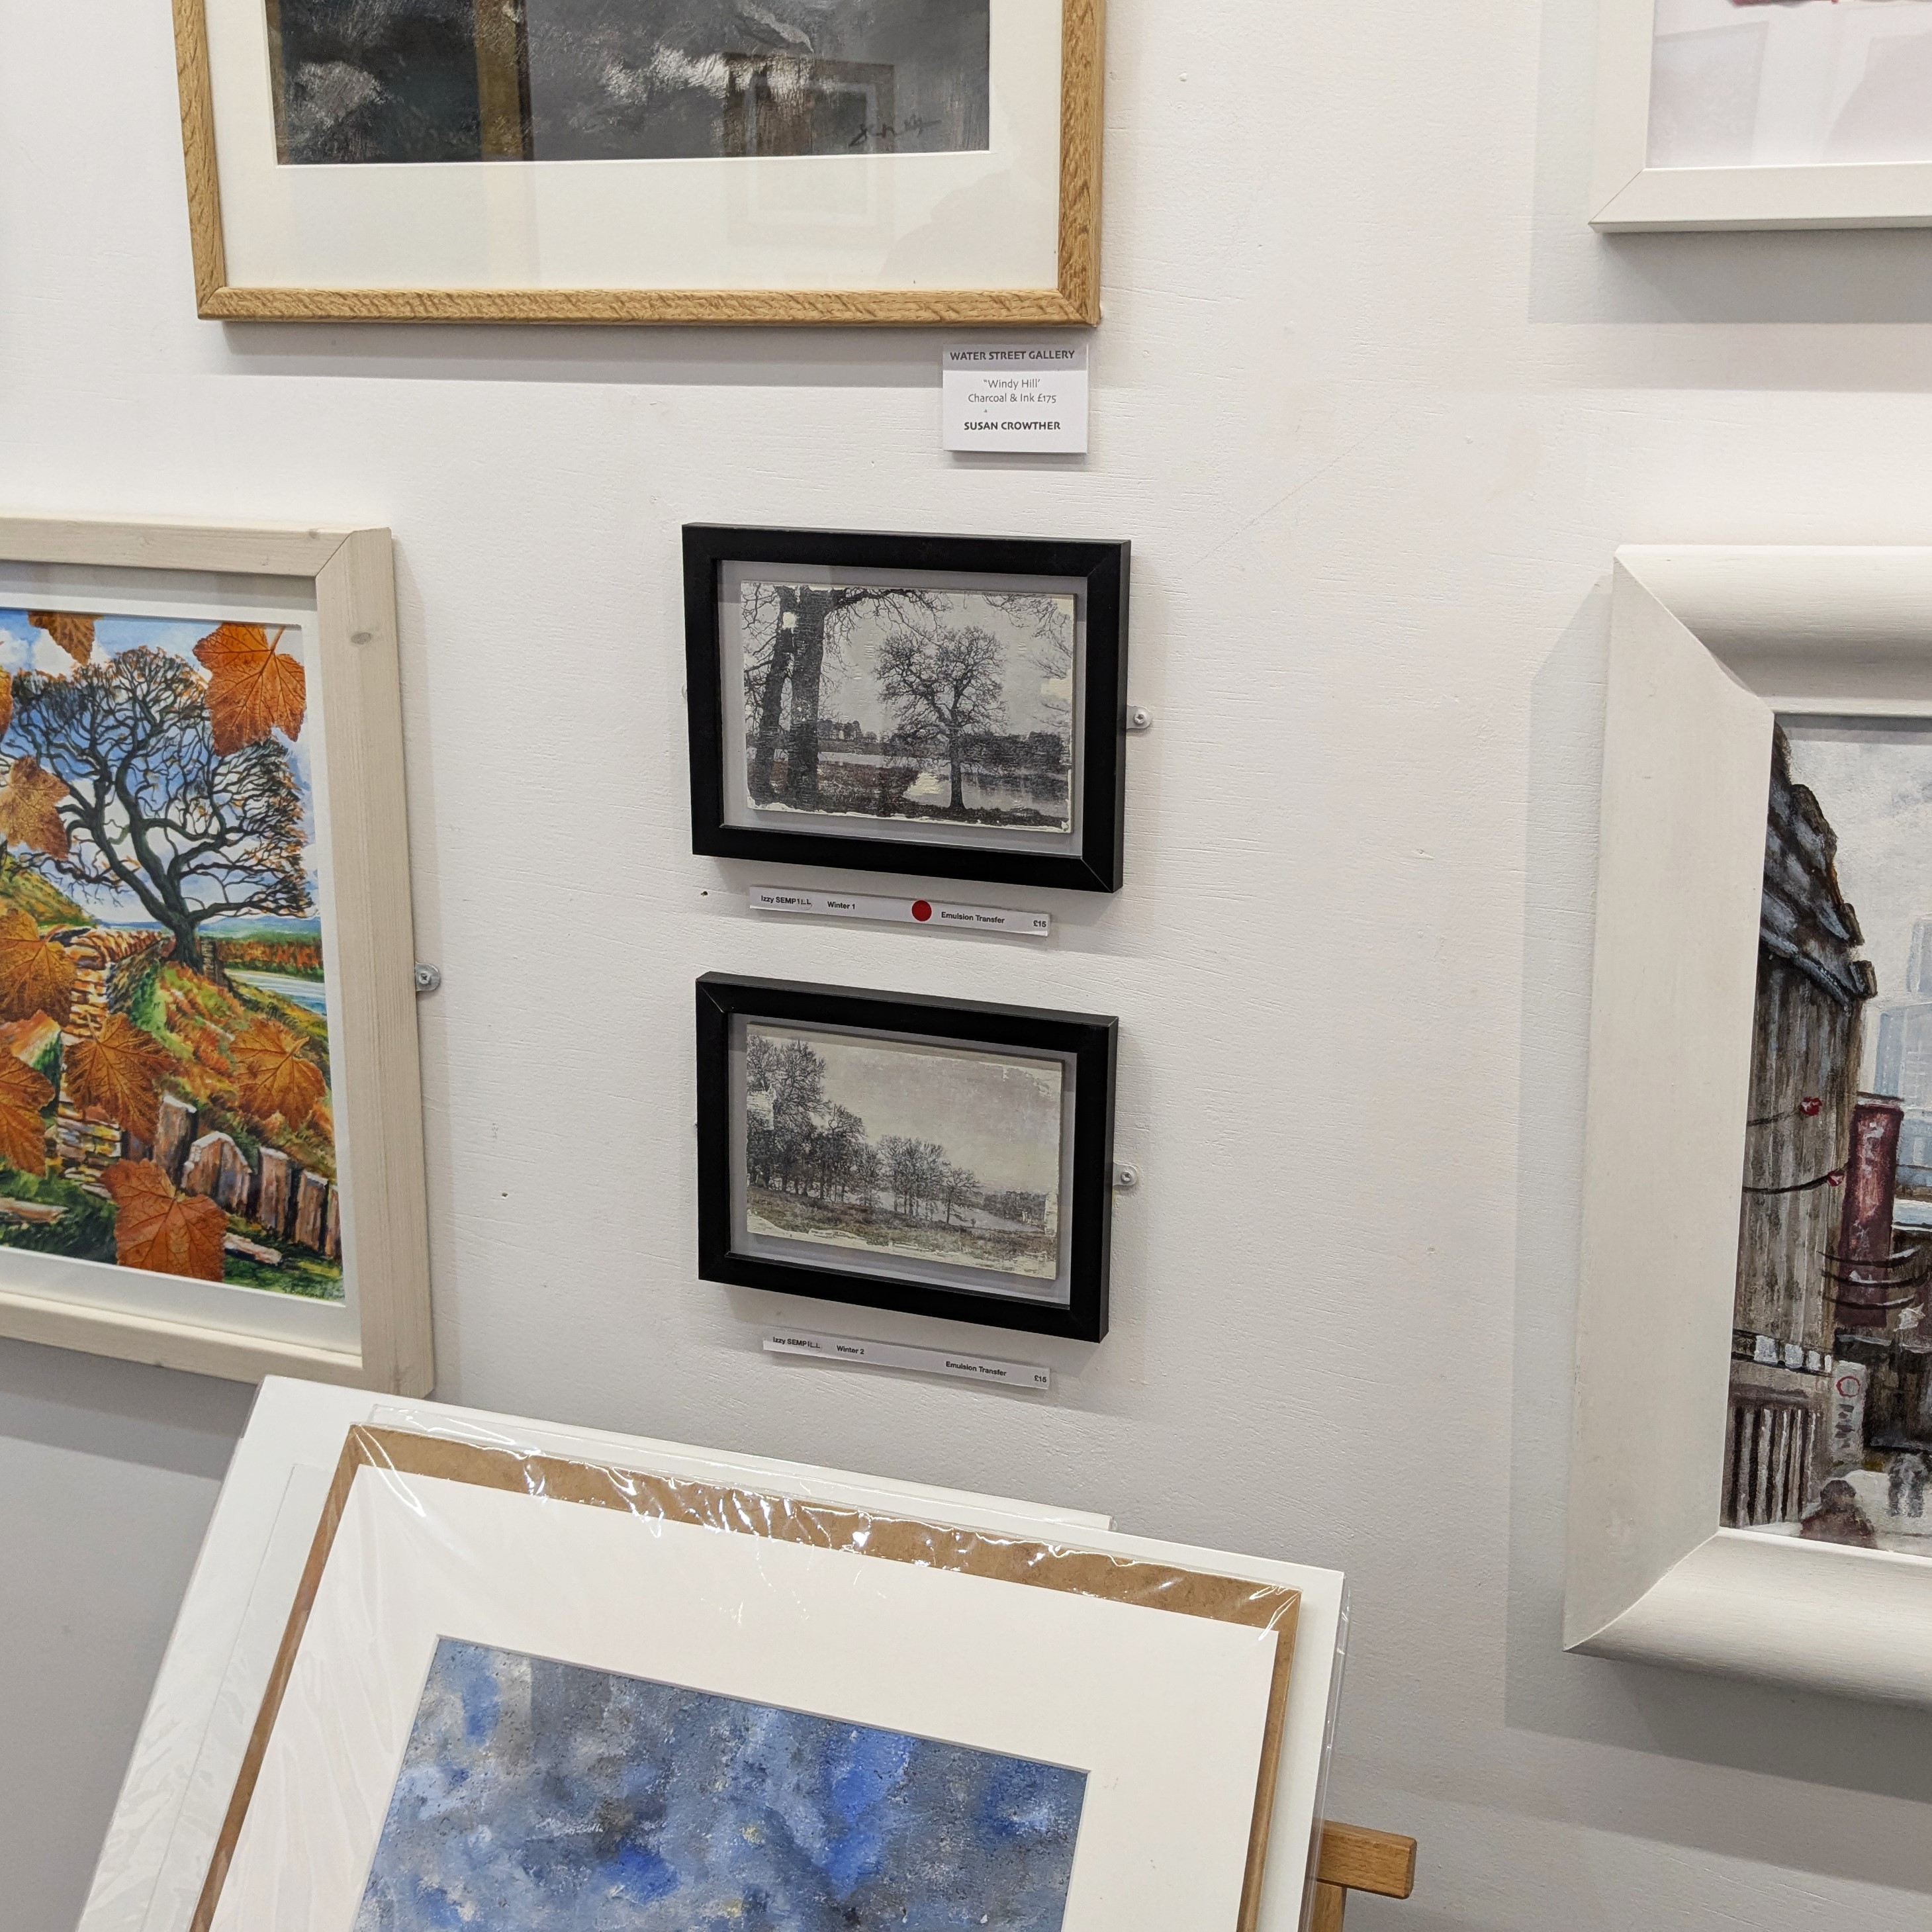 WATER STREET GALLERY
"Windy Hill'
Charcoal & Ink £175
SUSAN CROWTHER
Izzy SEMPILL Winter 1 Emulsion Transfer £15
Izzy SEMPILL Winter 2 Emulsion Transfer £15